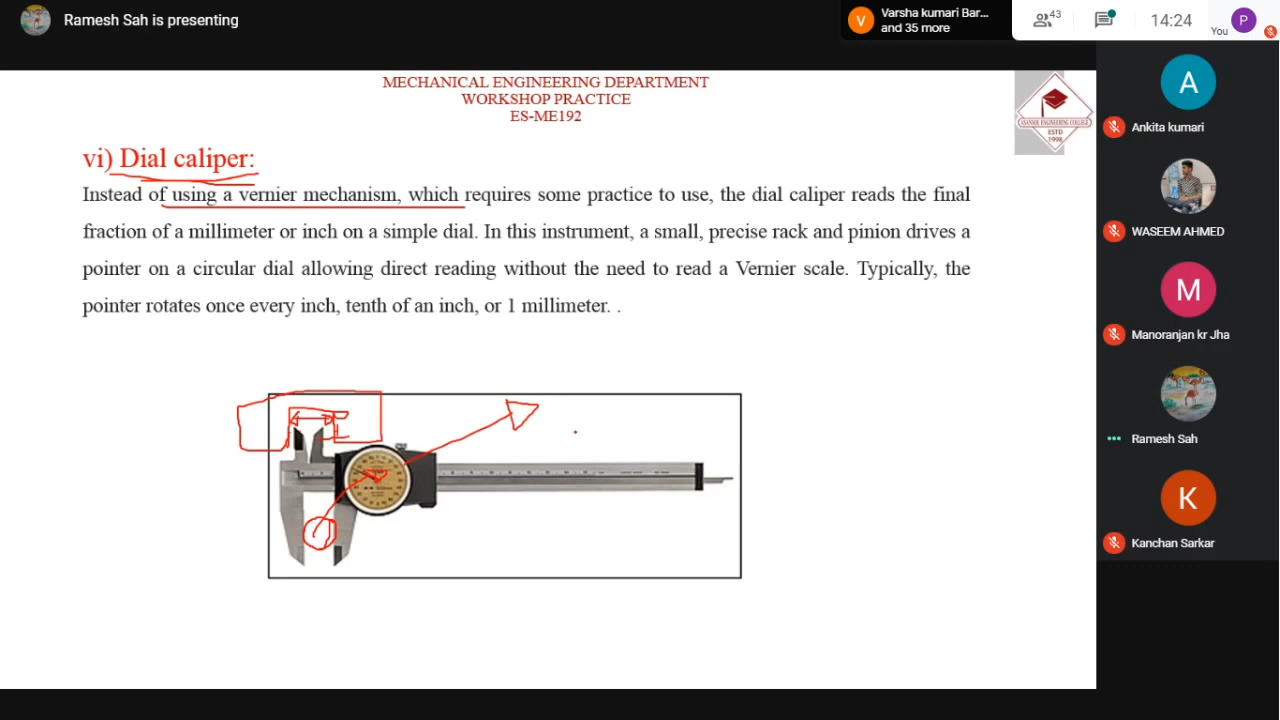 Ramesh Sah is presenting
Varsha kumari Bar...
and 35 more
43
14:24
You
P
MECHANICAL ENGINEERING DEPARTMENT
WORKSHOP PRACTICE
ES-ME192
ASANSOL ENGINEERING COLLEGE
ESTD
1998
vi) Dial caliper:
Instead of using a vernier mechanism, which requires some practice to use, the dial caliper reads the final
fraction of a millimeter or inch on a simple dial. In this instrument, a small, precise rack and pinion drives a
pointer on a circular dial allowing direct reading without the need to read a Vernier scale. Typically, the
pointer rotates once every inch, tenth of an inch, or 1 millimeter. .
V
A
Ankita kumari
WASEEM AHMED
M
Manoranjan kr Jha
Ramesh Sah
K
Kanchan Sarkar